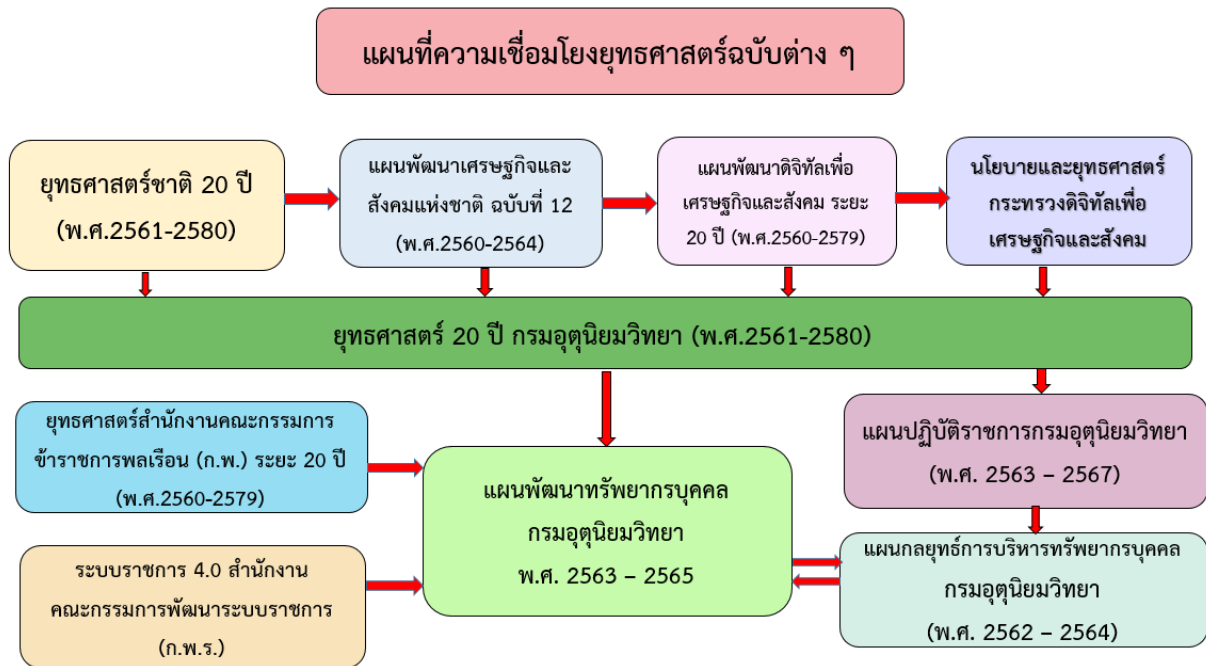 แผนที่ความเชื่อมโยงยุทธศาสตร์ฉบับต่าง ๆ
ยุทธศาสตร์ชาติ 20 ปี
(พ.ศ.2561-2580)
แผนพัฒนาเศรษฐกิจและ
สังคมแห่งชาติ ฉบับที่ 12
(พ.ศ.2560-2564)
แผนพัฒนาดิจิทัลเพื่อ
เศรษฐกิจและสังคม ระยะ
20 ปี (พ.ศ.2560-2579)
นโยบายและยุทธศาสตร์
กระทรวงดิจิทัลเพื่อ
เศรษฐกิจและสังคม
ยุทธศาสตร์ 20 ปี กรมอุตุนิยมวิทยา (พ.ศ.2561-2580)
ยุทธศาสตร์สำนักงานคณะกรรมการ
ข้าราชการพลเรือน (ก.พ.) ระยะ 20 ปี
(พ.ศ.2560-2579)
ระบบราชการ 4.0 สำนักงาน
คณะกรรมการพัฒนาระบบราชการ
(ก.พ.ร.)
แผนพัฒนาทรัพยากรบุคคล
กรมอุตุนิยมวิทยา
พ.ศ. 2563 – 2565
แผนปฏิบัติราชการกรมอุตุนิยมวิทยา
(พ.ศ. 2563 – 2567)
แผนกลยุทธ์การบริหารทรัพยากรบุคคล
กรมอุตุนิยมวิทยา
(พ.ศ. 2562 – 2564)